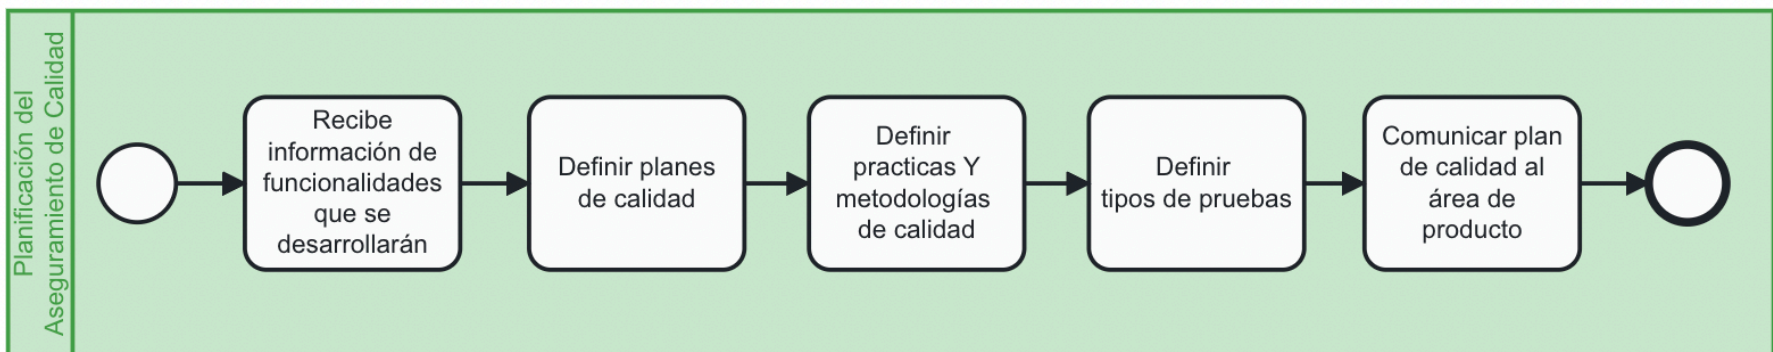 Planificación del
Aseguramiento de Calidad
Recibe
información de
funcionalidades
que se
desarrollarán
Definir planes
de calidad
Definir
practicas Y
metodologías
de calidad
Definir
tipos de pruebas
Comunicar plan
de calidad al
área de
producto